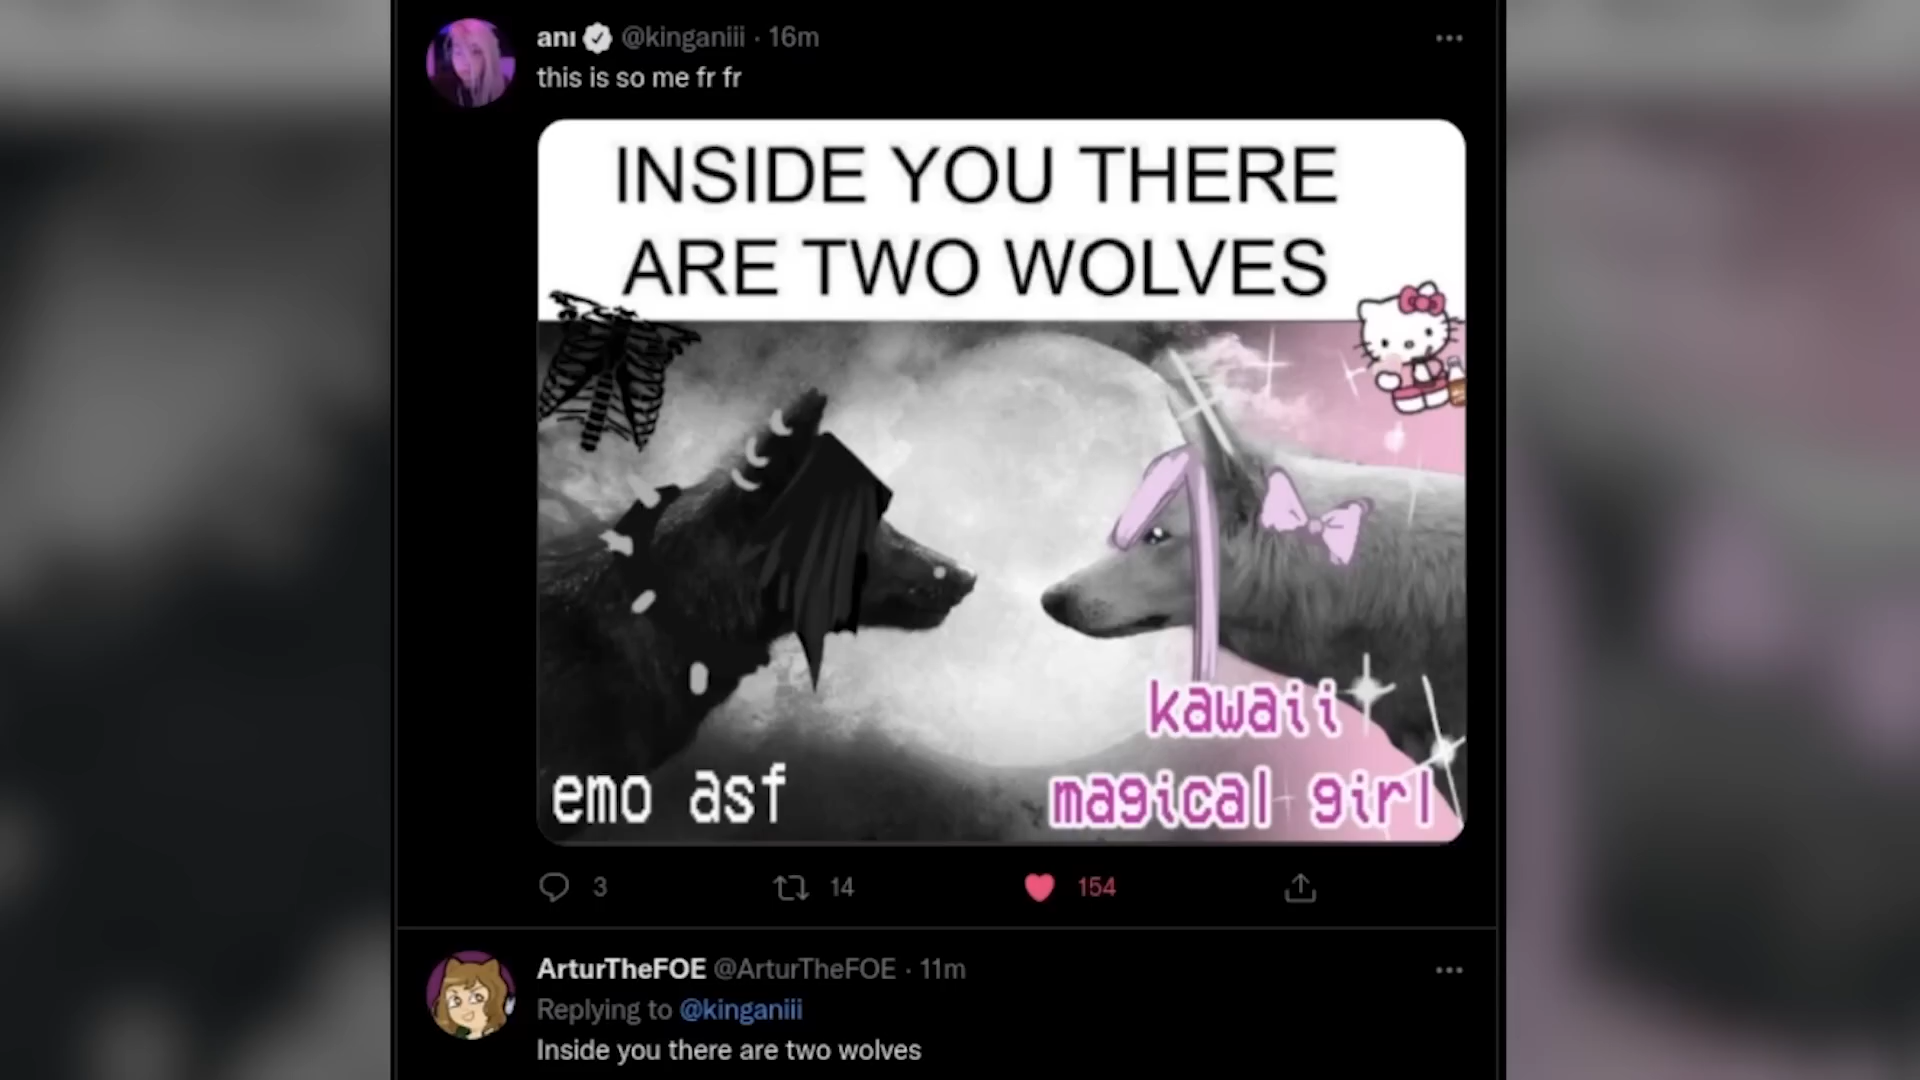 anı @kinganiii · 16m
this is so me fr fr
INSIDE YOU THERE
ARE TWO WOLVES
kawaii
emo asf
magical girl
3 14 154
ArturTheFOE @ArturTheFOE · 11m
Replying to @kinganiii
Inside you there are two wolves